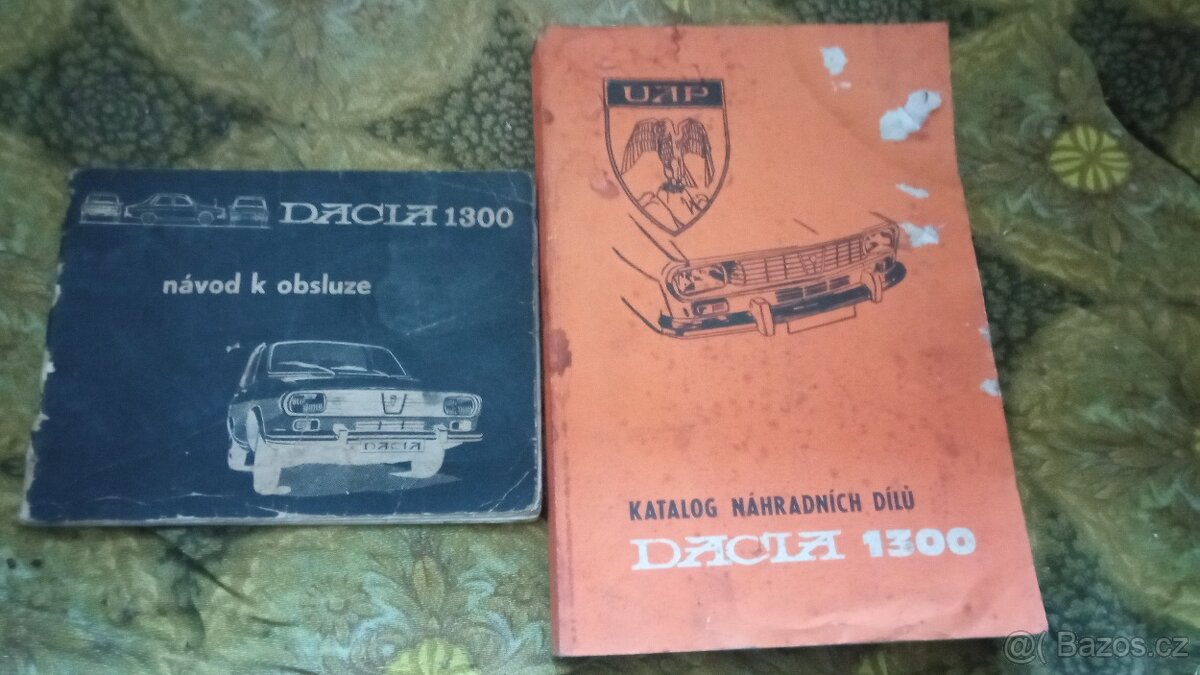 DACIA 1300
návod k obsluze
DACIA
UAP
KATALOG NÁHRADNÍCH DÍLŮ
DACIA 1300
@( Bazos.cz